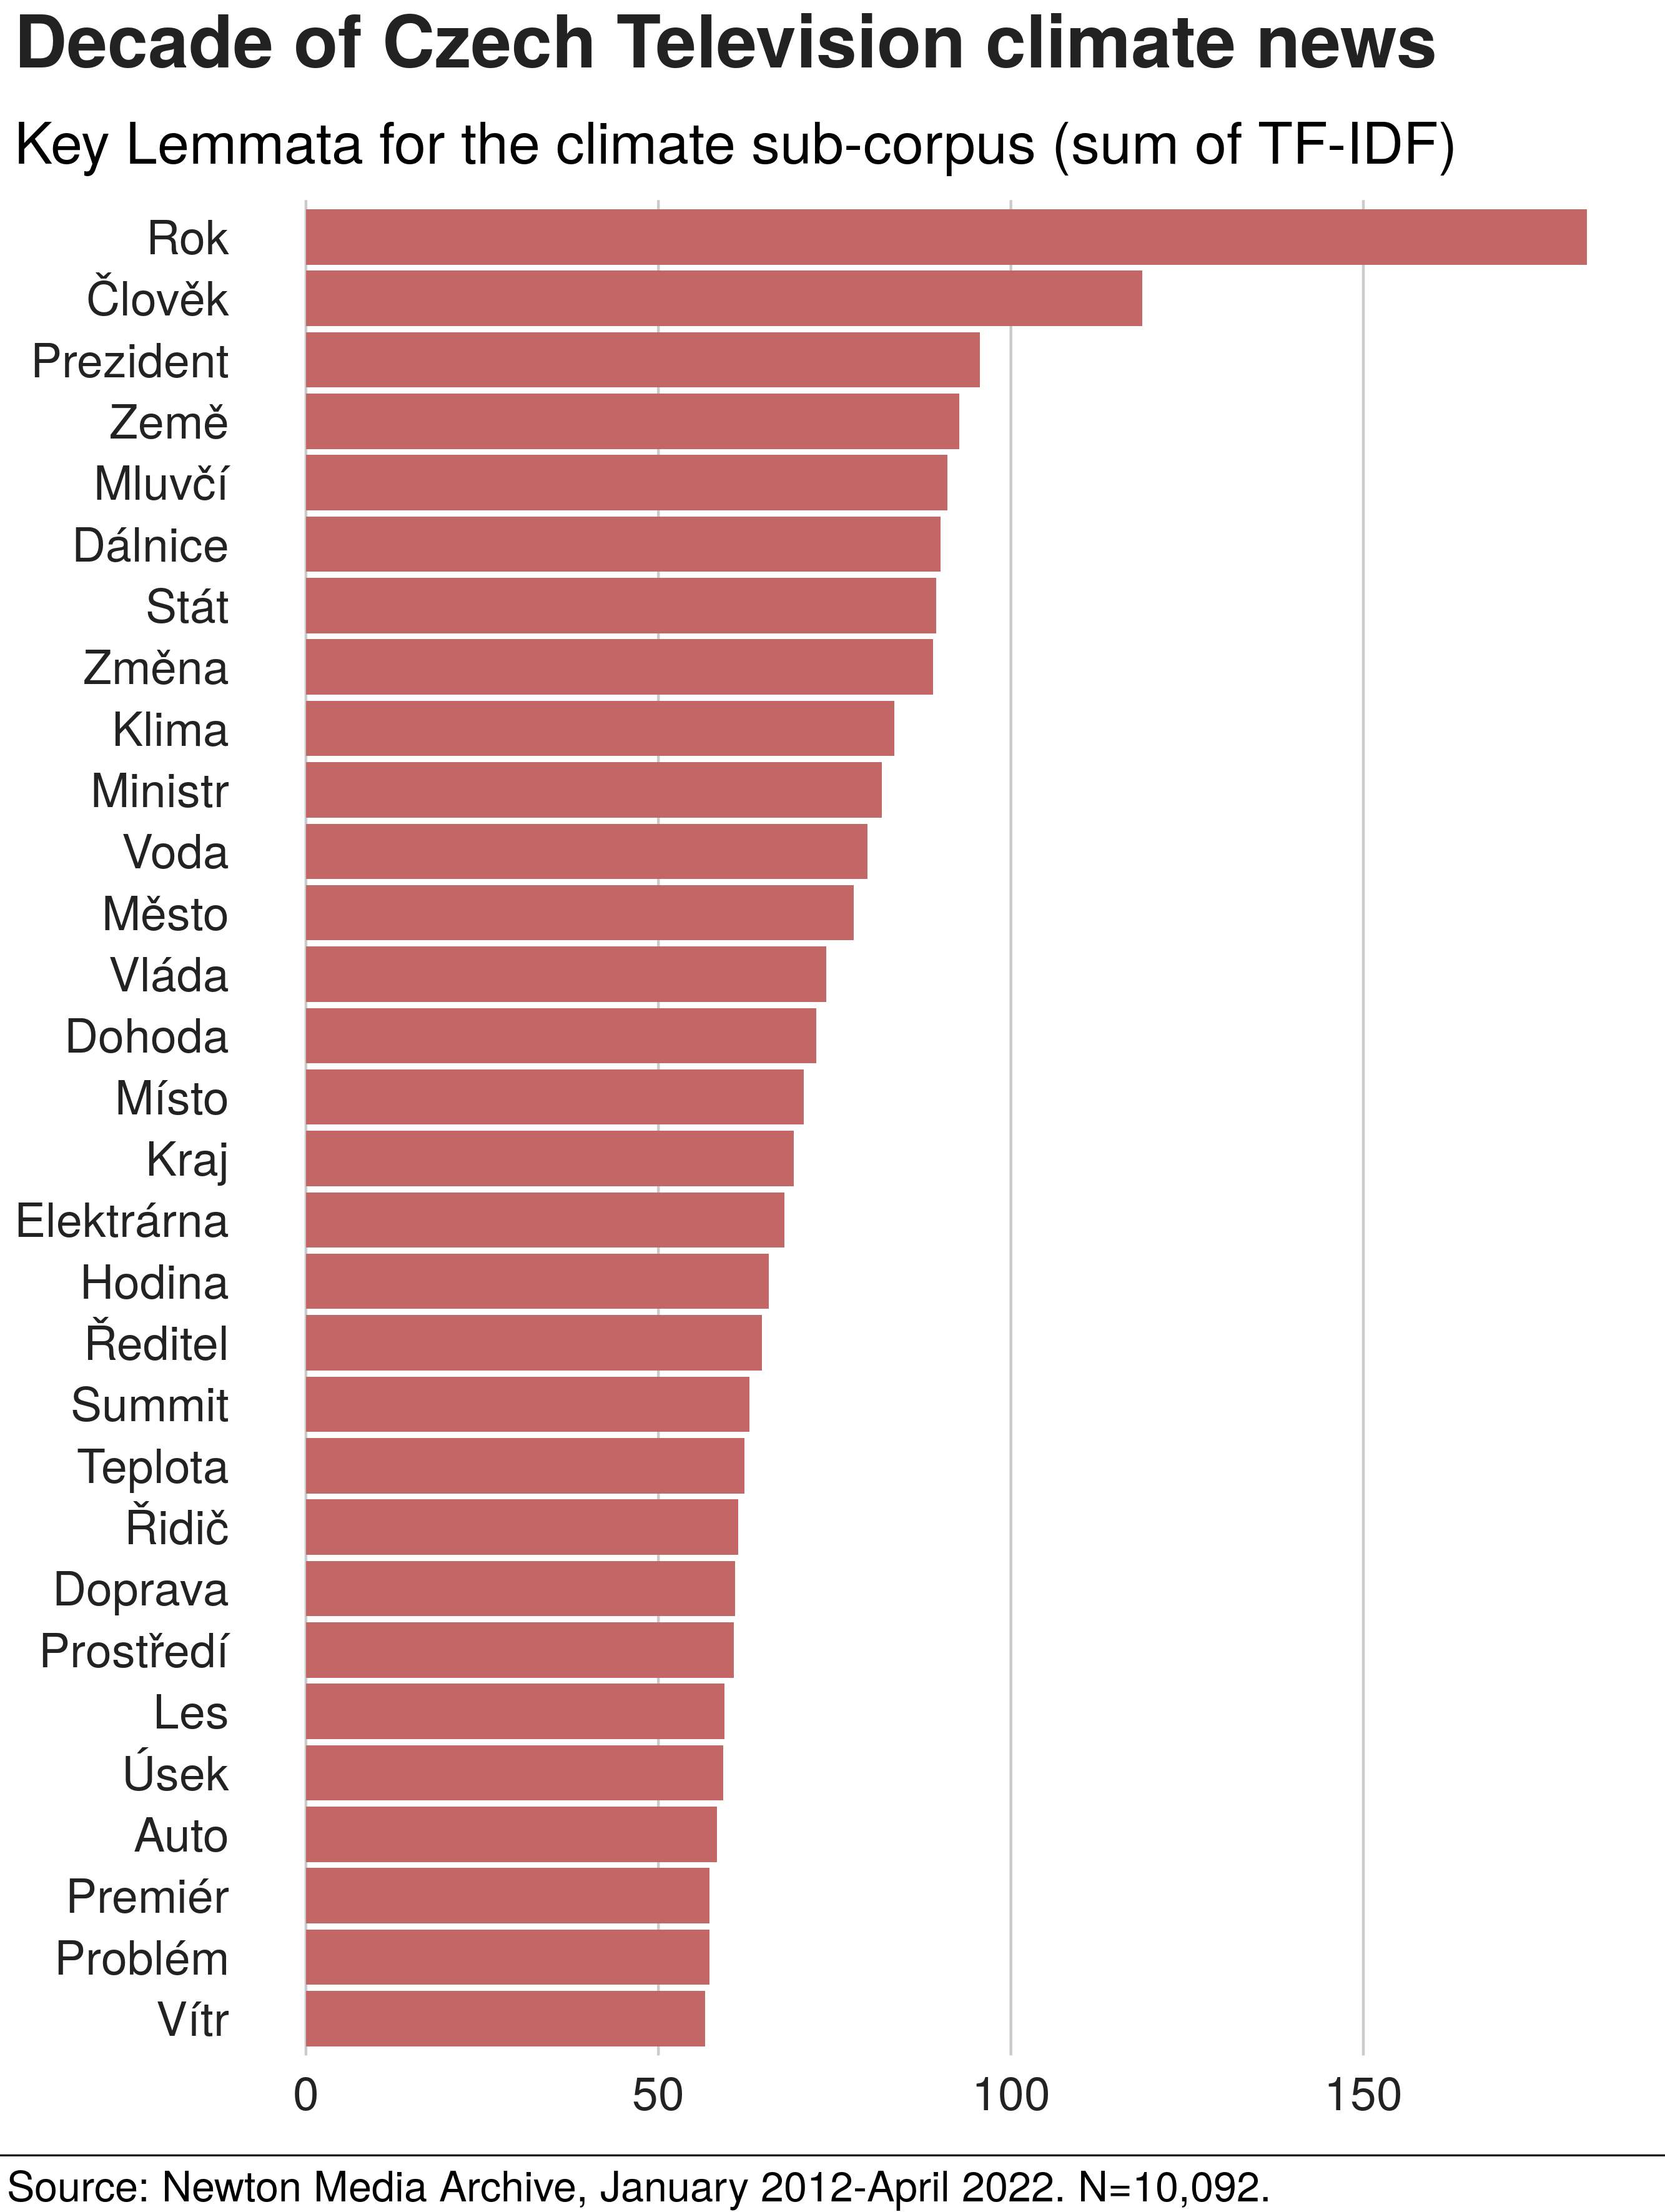 Decade of Czech Television climate news
Key Lemmata for the climate sub-corpus (sum of TF-IDF)
Rok
Člověk
Prezident
Země
Mluvčí
Dálnice
Stát
Změna
Klima
Ministr
Voda
Město
Vláda
Dohoda
Místo
Kraj
Elektrárna
Hodina
Ředitel
Summit
Teplota
Řidič
Doprava
Prostředí
Les
Úsek
Auto
Premiér
Problém
Vítr
0 50 100 150
Source: Newton Media Archive, January 2012-April 2022. N=10,092.